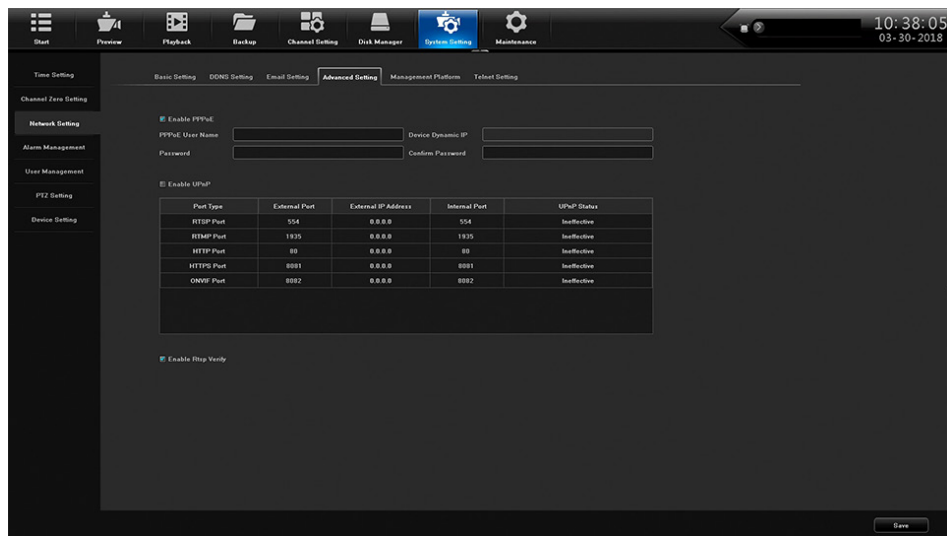 Start Preview Playback Backup Channel Setting Disk Manager System Setting Maintenance
10:38:05
03-30-2018
Time Setting
Channel Zero Setting
Network Setting
Alarm Management
User Management
PTZ Setting
Device Setting
Basic Setting DDNS Setting Email Setting Advanced Setting Management Platform Telnet Setting
Enable PPPoE
PPPoE User Name Device Dynamic IP
Password Confirm Password
Enable UPnP
Port Type External Port External IP Address Internal Port UPnP Status
RTSP Port 554 0.0.0.0 554 Ineffective
RTMP Port 1935 0.0.0.0 1935 Ineffective
HTTP Port 80 0.0.0.0 80 Ineffective
HTTPS Port 8081 0.0.0.0 8081 Ineffective
ONVIF Port 8082 0.0.0.0 8082 Ineffective
Enable Rtsp Verify
Save